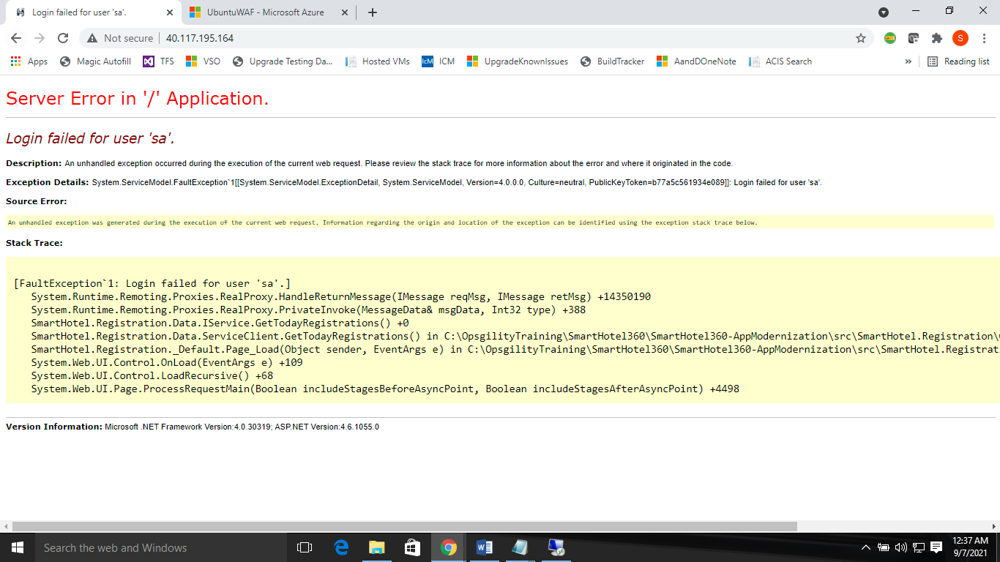 Login failed for user 'sa'.
UbuntuWAF - Microsoft Azure
Not secure
40.117.195.164
S
Apps
Magic Autofill
TFS
VSO
Upgrade Testing Da...
Hosted VMs
IcM
ICM
UpgradeKnownIssues
BuildTracker
AandDOneNote
ACIS Search
»
Reading list
Server Error in '/' Application.
Login failed for user 'sa'.
Description: An unhandled exception occurred during the execution of the current web request. Please review the stack trace for more information about the error and where it originated in the code.
Exception Details: System.ServiceModel.FaultException`1[[System.ServiceModel.ExceptionDetail, System.ServiceModel, Version=4.0.0.0, Culture=neutral, PublicKeyToken=b77a5c561934e089]]: Login failed for user 'sa'.
Source Error:
An unhandled exception was generated during the execution of the current web request. Information regarding the origin and location of the exception can be identified using the exception stack trace below.
Stack Trace:
[FaultException`1: Login failed for user 'sa'.]
System.Runtime.Remoting.Proxies.RealProxy.HandleReturnMessage(IMessage reqMsg, IMessage retMsg) +14350190
System.Runtime.Remoting.Proxies.RealProxy.PrivateInvoke(MessageData& msgData, Int32 type) +388
SmartHotel.Registration.Data.IService.GetTodayRegistrations() +0
SmartHotel.Registration.Data.ServiceClient.GetTodayRegistrations() in C:\OpsgilityTraining\SmartHotel360\SmartHotel360-AppModernization\src\SmartHotel.Registration\
SmartHotel.Registration._Default.Page_Load(Object sender, EventArgs e) in C:\OpsgilityTraining\SmartHotel360\SmartHotel360-AppModernization\src\SmartHotel.Registrat
System.Web.UI.Control.OnLoad(EventArgs e) +109
System.Web.UI.Control.LoadRecursive() +68
System.Web.UI.Page.ProcessRequestMain(Boolean includeStagesBeforeAsyncPoint, Boolean includeStagesAfterAsyncPoint) +4498
Version Information: Microsoft .NET Framework Version:4.0.30319; ASP.NET Version:4.6.1055.0
Search the web and Windows
12:37 AM
9/7/2021